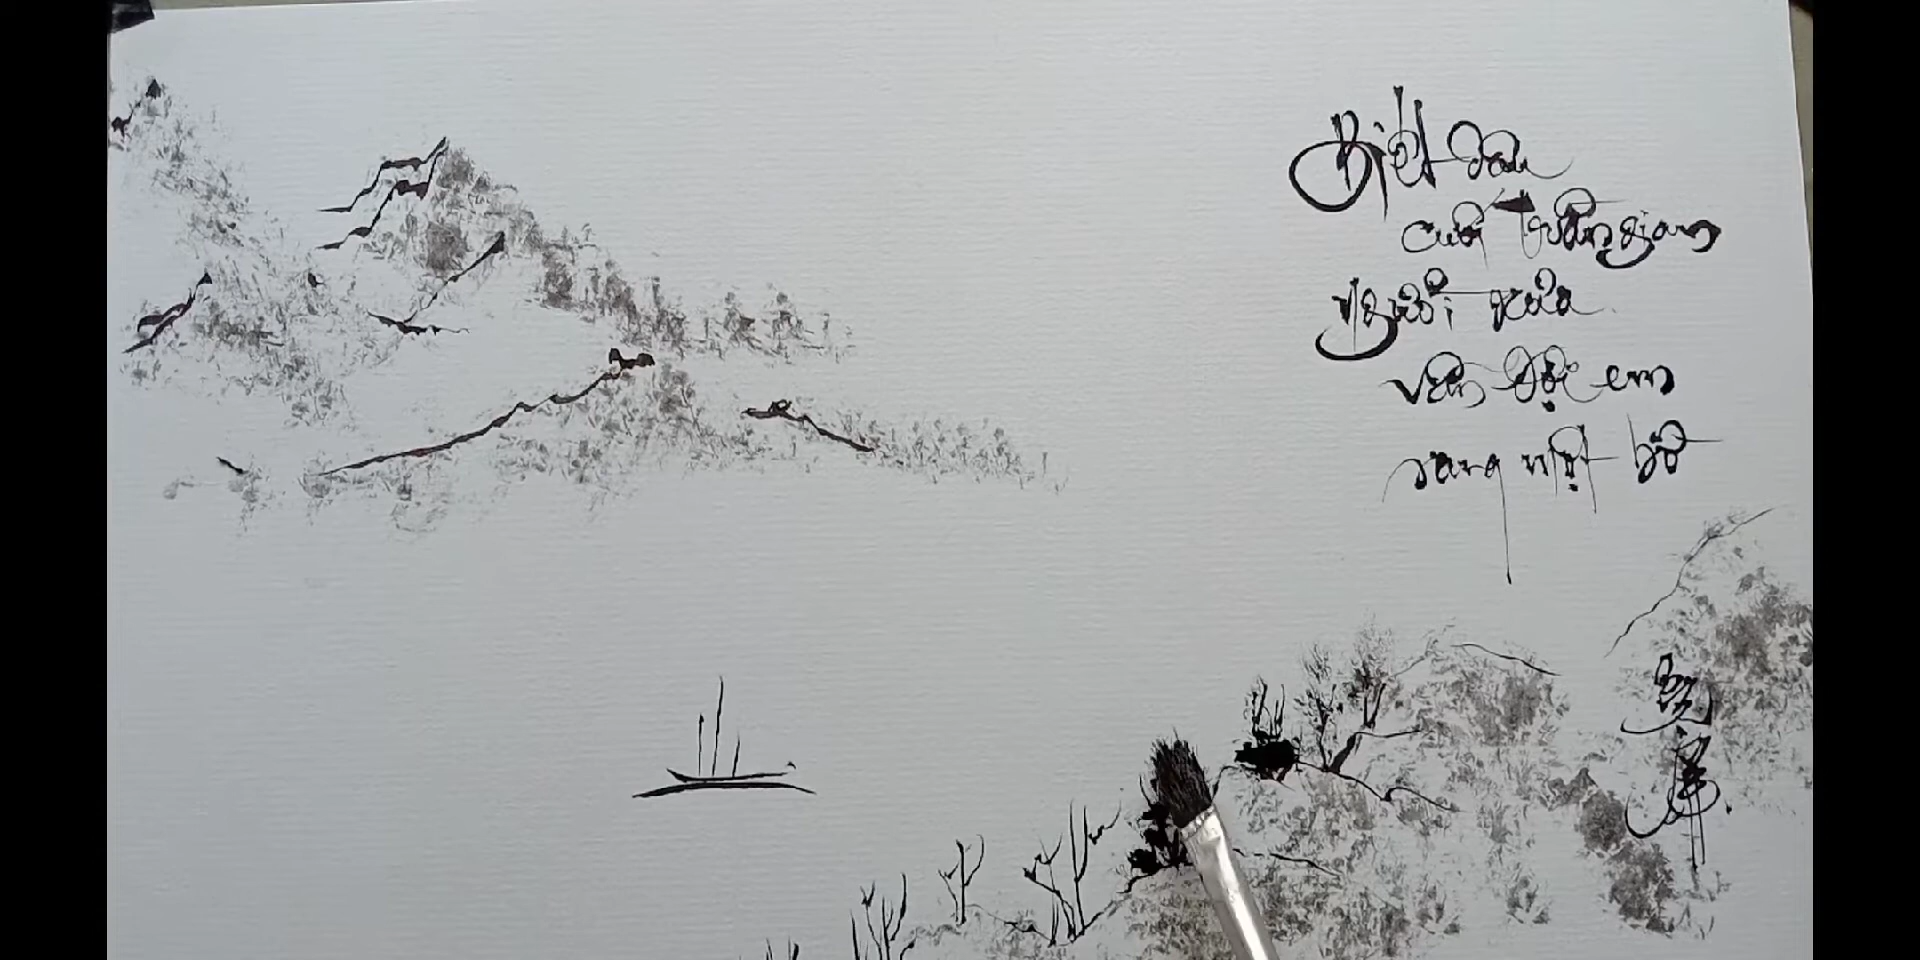 Biết đâu
cuối trường giang
Người xưa
vẫn đợi em
sang một bờ